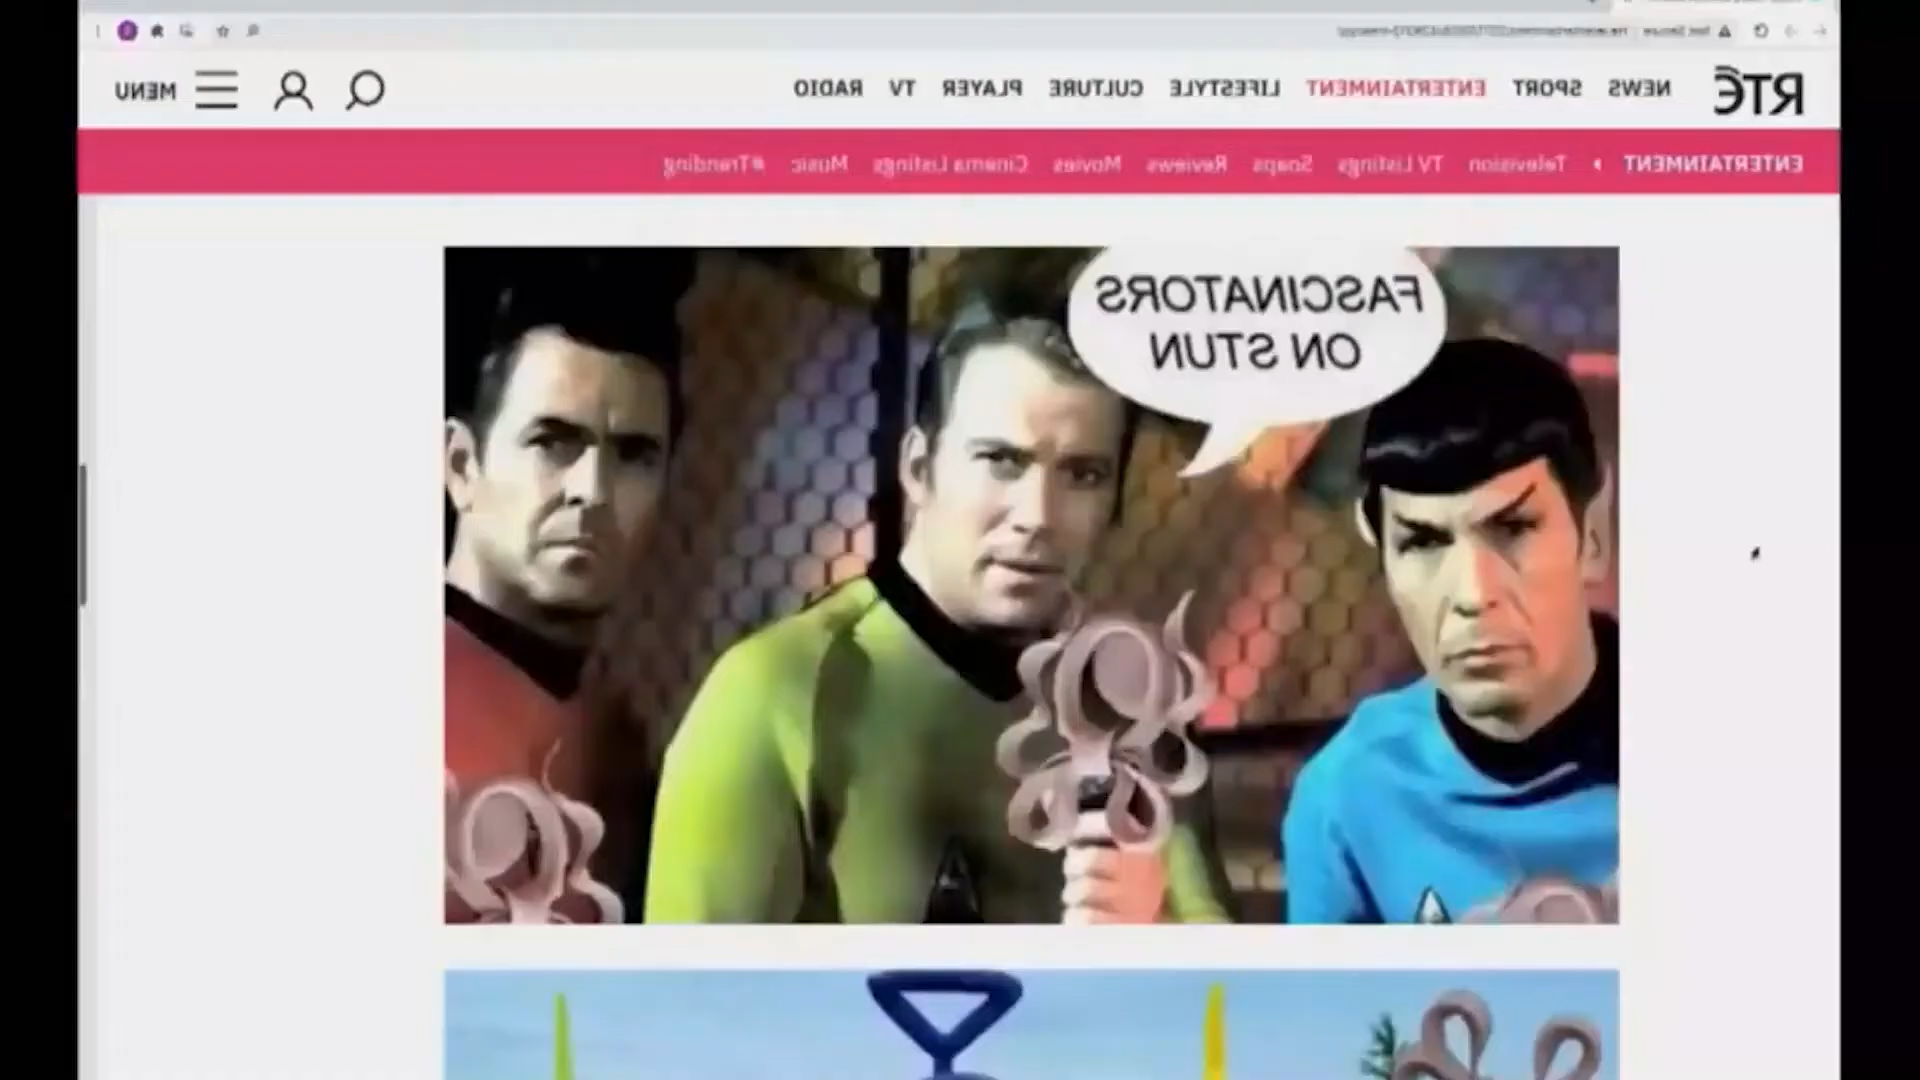 RTÉ NEWS SPORT ENTERTAINMENT LIFESTYLE CULTURE PLAYER TV RADIO MENU
ENTERTAINMENT Television TV Listings Soaps Reviews Movies Cinema Listings Music #Trending
FASCINATORS
ON STUN